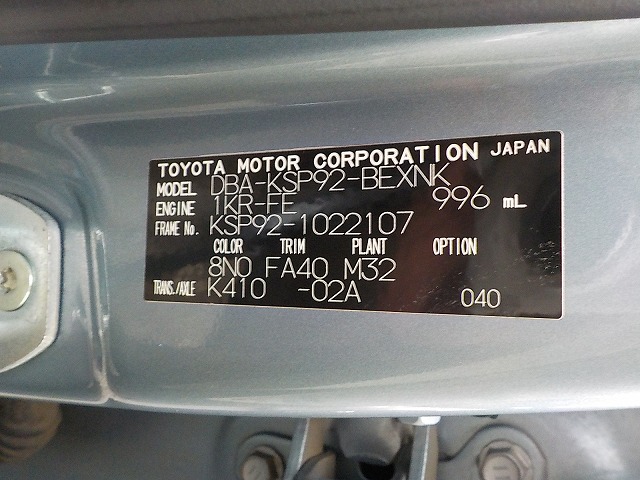 TOYOTA MOTOR CORPORATION JAPAN
MODEL DBA-KSP92-BEXNK
ENGINE 1KR-FE 996 mL
FRAME No. KSP92-1022107
COLOR TRIM PLANT OPTION
8N0 FA40 M32
TRANS./AXLE K410 -02A 040